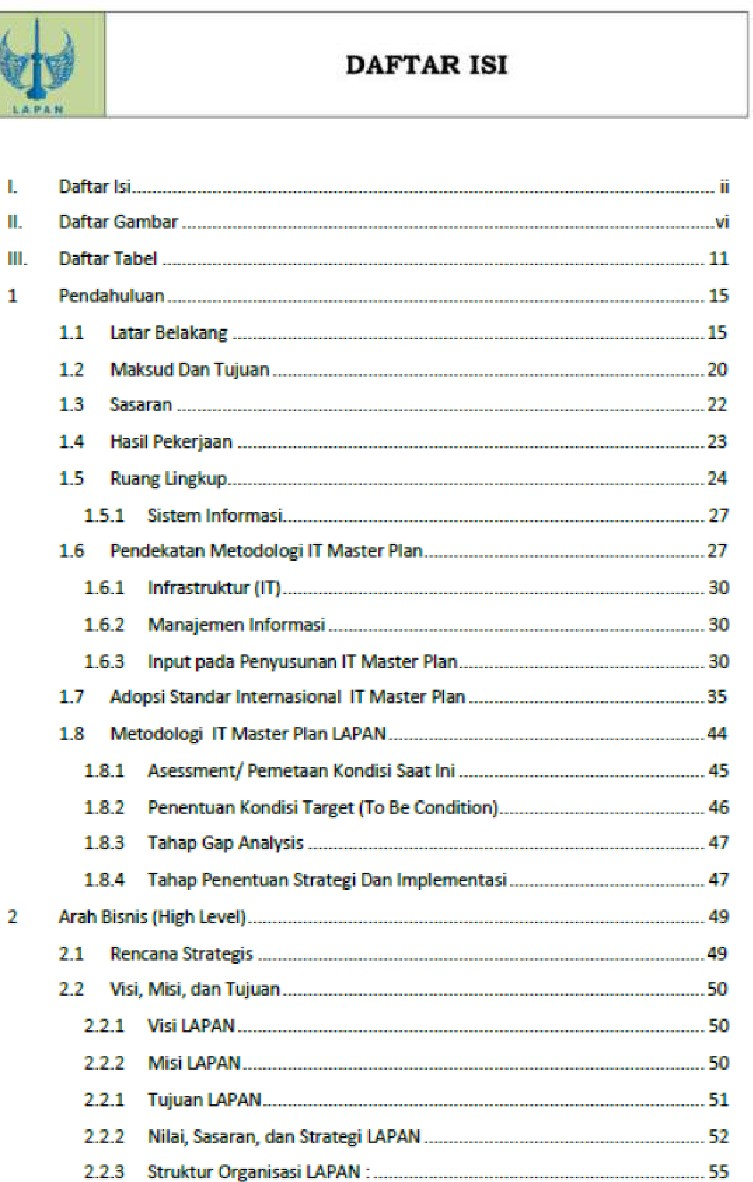 LAPAN
DAFTAR ISI
I. Daftar Isi ii
II. Daftar Gambar vi
III. Daftar Tabel 11
1 Pendahuluan 15
1.1 Latar Belakang 15
1.2 Maksud Dan Tujuan 20
1.3 Sasaran 22
1.4 Hasil Pekerjaan 23
1.5 Ruang Lingkup 24
1.5.1 Sistem Informasi 27
1.6 Pendekatan Metodologi IT Master Plan 27
1.6.1 Infrastruktur (IT) 30
1.6.2 Manajemen Informasi 30
1.6.3 Input pada Penyusunan IT Master Plan 30
1.7 Adopsi Standar Internasional IT Master Plan 35
1.8 Metodologi IT Master Plan LAPAN 44
1.8.1 Asessment/ Pemetaan Kondisi Saat Ini 45
1.8.2 Penentuan Kondisi Target (To Be Condition) 46
1.8.3 Tahap Gap Analysis 47
1.8.4 Tahap Penentuan Strategi Dan Implementasi 47
2 Arah Bisnis (High Level) 49
2.1 Rencana Strategis 49
2.2 Visi, Misi, dan Tujuan 50
2.2.1 Visi LAPAN 50
2.2.2 Misi LAPAN 50
2.2.1 Tujuan LAPAN 51
2.2.2 Nilai, Sasaran, dan Strategi LAPAN 52
2.2.3 Struktur Organisasi LAPAN : 55